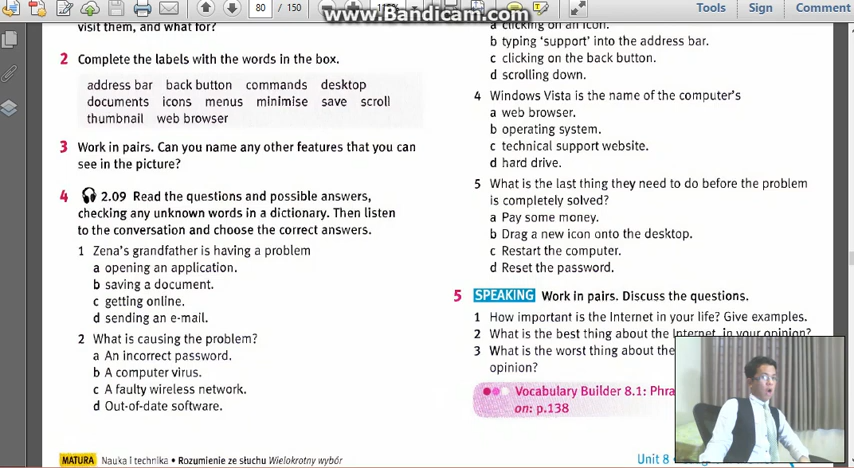 80 / 150
Tools Sign Comment
www.Bandicam.com
visit them, and what for?
2 Complete the labels with the words in the box.
address bar back button commands desktop
documents icons menus minimise save scroll
thumbnail web browser
3 Work in pairs. Can you name any other features that you can
see in the picture?
4 2.09 Read the questions and possible answers,
checking any unknown words in a dictionary. Then listen
to the conversation and choose the correct answers.
1 Zena's grandfather is having a problem
a opening an application.
b saving a document.
c getting online.
d sending an e-mail.
2 What is causing the problem?
a An incorrect password.
b A computer virus.
c A faulty wireless network.
d Out-of-date software.
MATURA Nauka i technika • Rozumienie ze słuchu Wielokrotny wybór
a clicking on an icon.
b typing 'support' into the address bar.
c clicking on the back button.
d scrolling down.
4 Windows Vista is the name of the computer's
a web browser.
b operating system.
c technical support website.
d hard drive.
5 What is the last thing they need to do before the problem
is completely solved?
a Pay some money.
b Drag a new icon onto the desktop.
c Restart the computer.
d Reset the password.
5 SPEAKING Work in pairs. Discuss the questions.
1 How important is the Internet in your life? Give examples.
2 What is the best thing about the Internet, in your opinion?
3 What is the worst thing about the
opinion?
Vocabulary Builder 8.1: Phra
on: p.138
Unit 8